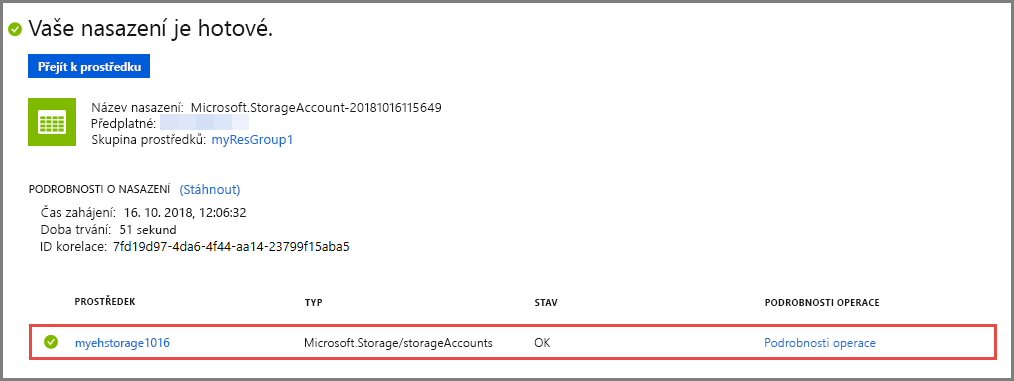 Vaše nasazení je hotové.
Přejít k prostředku
Název nasazení: Microsoft.StorageAccount-20181016115649
Předplatné:
Skupina prostředků: myResGroup1
PODROBNOSTI O NASAZENÍ (Stáhnout)
Čas zahájení: 16. 10. 2018, 12:06:32
Doba trvání: 51 sekund
ID korelace: 7fd19d97-4da6-4f44-aa14-23799f15aba5
PROSTŘEDEK TYP STAV PODROBNOSTI OPERACE
myehstorage1016 Microsoft.Storage/storageAccounts OK Podrobnosti operace